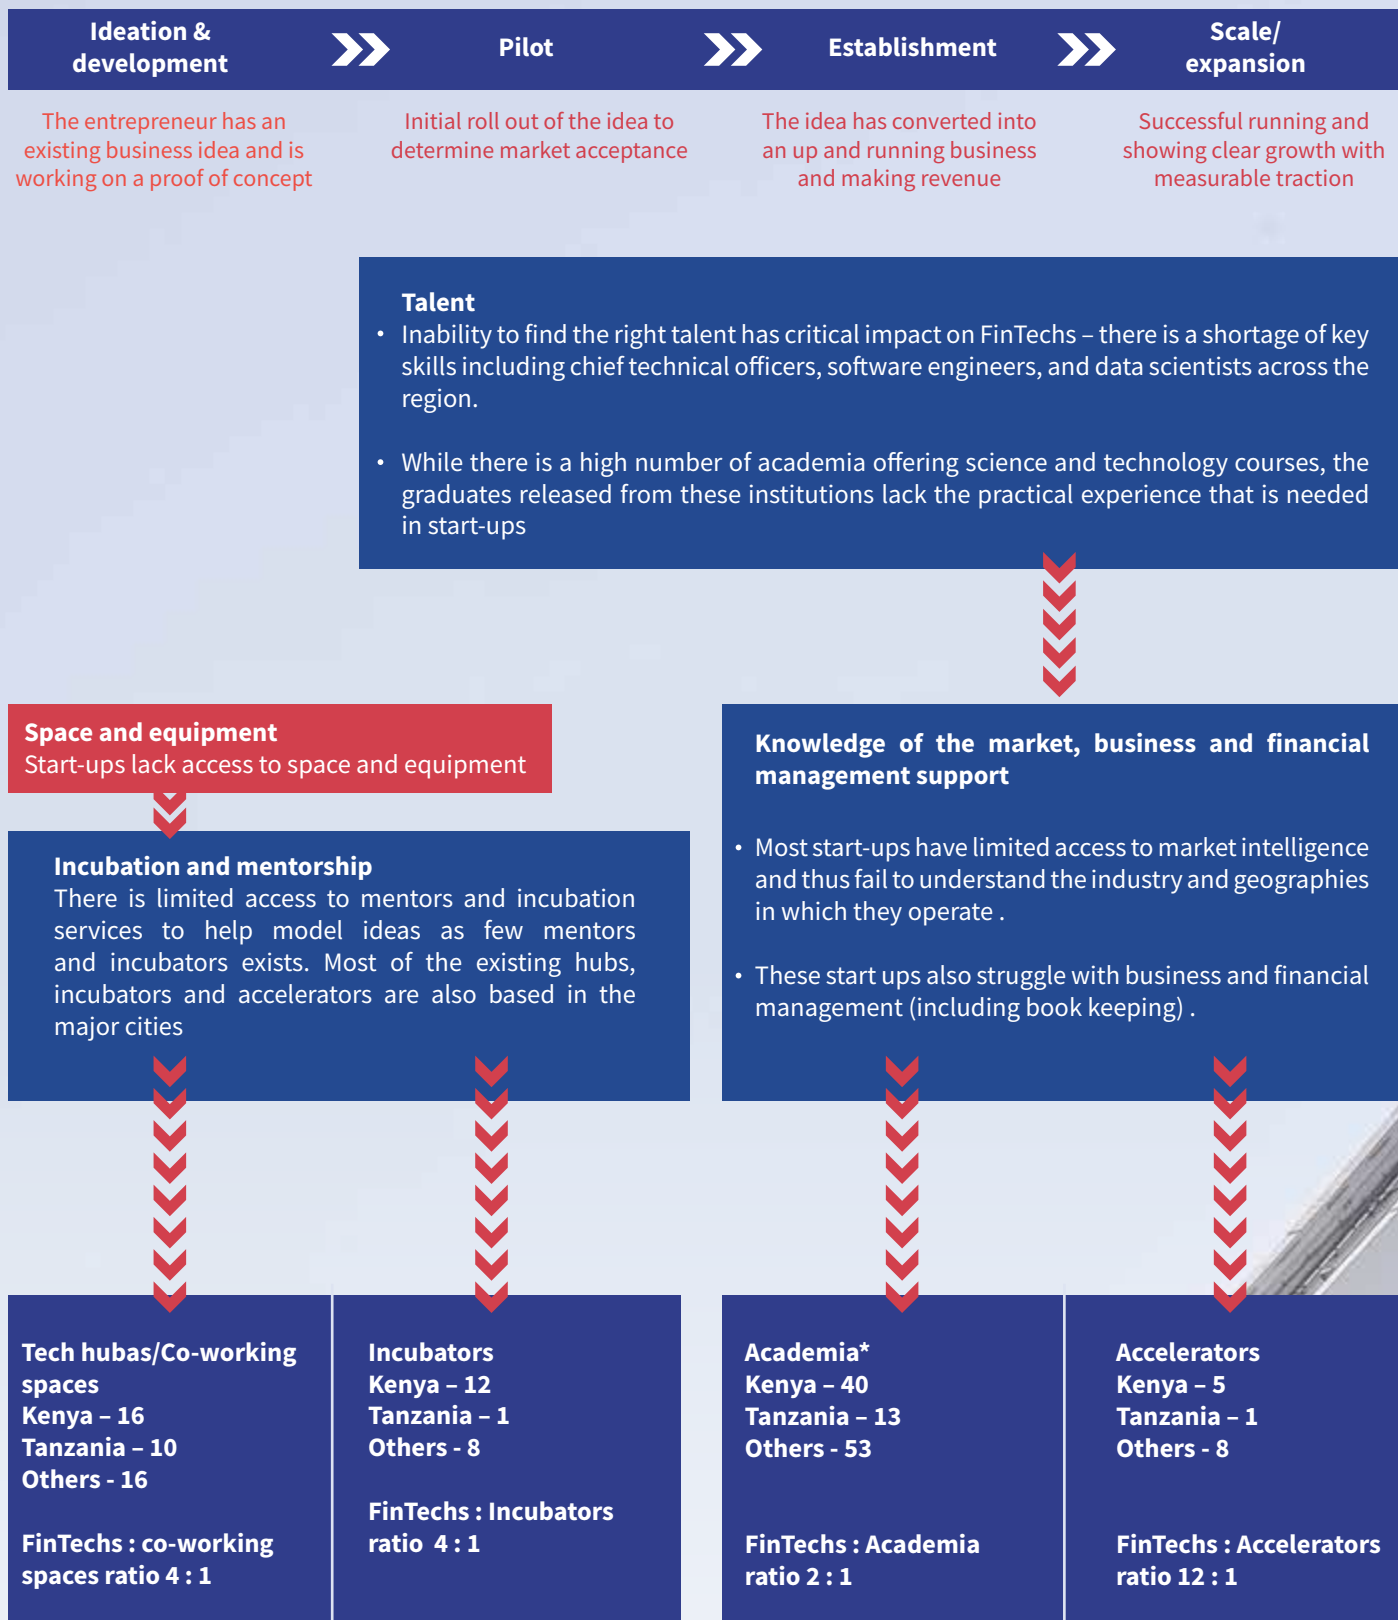 Ideation &
development
Pilot
Establishment
Scale/
expansion
The entrepreneur has an
existing business idea and is
working on a proof of concept
Initial roll out of the idea to
determine market acceptance
The idea has converted into
an up and running business
and making revenue
Successful running and
showing clear growth with
measurable traction
Talent
• Inability to find the right talent has critical impact on FinTechs – there is a shortage of key
skills including chief technical officers, software engineers, and data scientists across the
region.
• While there is a high number of academia offering science and technology courses, the
graduates released from these institutions lack the practical experience that is needed
in start-ups
Space and equipment
Start-ups lack access to space and equipment
Incubation and mentorship
There is limited access to mentors and incubation
services to help model ideas as few mentors
and incubators exists. Most of the existing hubs,
incubators and accelerators are also based in the
major cities
Knowledge of the market, business and financial
management support
• Most start-ups have limited access to market intelligence
and thus fail to understand the industry and geographies
in which they operate .
• These start ups also struggle with business and financial
management (including book keeping) .
Tech hubas/Co-working
spaces
Kenya – 16
Tanzania – 10
Others - 16
FinTechs : co-working
spaces ratio 4 : 1
Incubators
Kenya – 12
Tanzania – 1
Others - 8
FinTechs : Incubators
ratio 4 : 1
Academia*
Kenya – 40
Tanzania – 13
Others - 53
FinTechs : Academia
ratio 2 : 1
Accelerators
Kenya – 5
Tanzania – 1
Others - 8
FinTechs : Accelerators
ratio 12 : 1